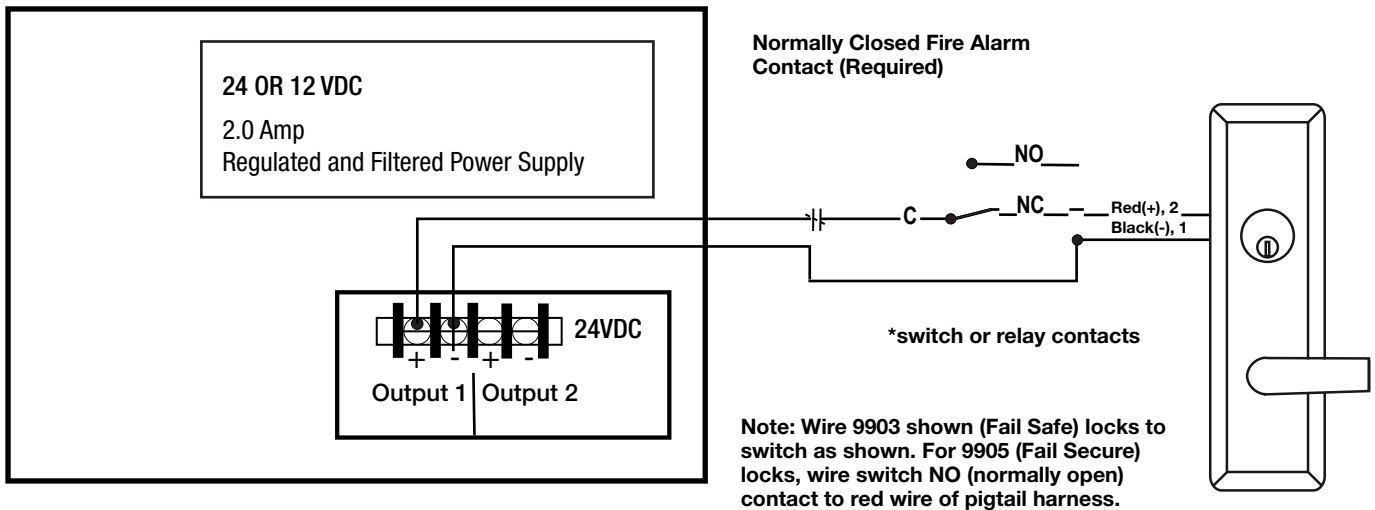 24 OR 12 VDC
2.0 Amp
Regulated and Filtered Power Supply
Normally Closed Fire Alarm
Contact (Required)
NO
C
NC
Red(+), 2
Black(-), 1
24VDC
+ - + -
Output 1 Output 2
*switch or relay contacts
Note: Wire 9903 shown (Fail Safe) locks to
switch as shown. For 9905 (Fail Secure)
locks, wire switch NO (normally open)
contact to red wire of pigtail harness.